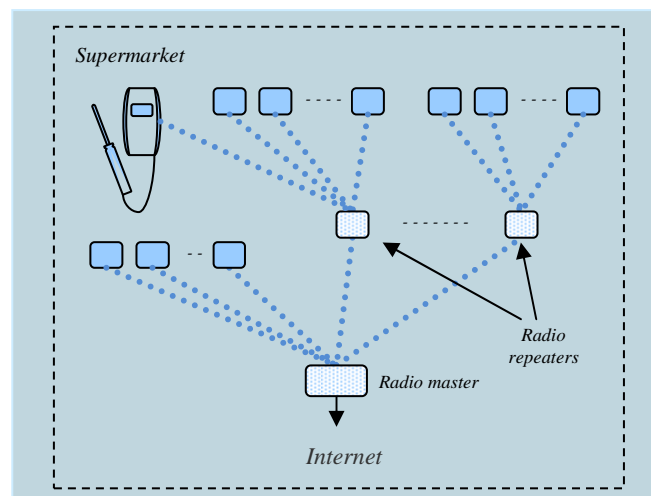 Supermarket
Radio
repeaters
Radio master
Internet